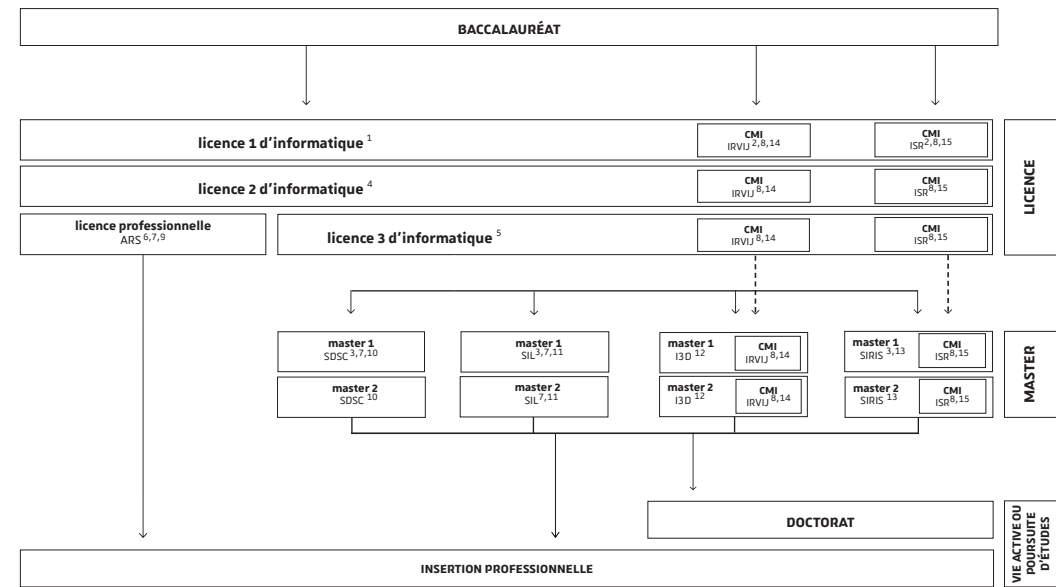 BACCALAURÉAT
licence 1 d'informatique 1
CMI
IRVIJ 2,8,14
CMI
ISR 2,8,15
LICENCE
licence 2 d'informatique 4
CMI
IRVIJ 8,14
CMI
ISR 8,15
licence professionnelle
ARS 6,7,9
licence 3 d'informatique 5
CMI
IRVIJ 8,14
CMI
ISR 8,15
master 1
SDSC 3,7,10
master 1
SIL 3,7,11
master 1
I3D 12
CMI
IRVIJ 8,14
master 1
SIRIS 3,13
CMI
ISR 8,15
MASTER
master 2
SDSC 10
master 2
SIL 7,11
master 2
I3D 12
CMI
IRVIJ 8,14
master 2
SIRIS 13
CMI
ISR 8,15
DOCTORAT
VIE ACTIVE OU
POURSUITE
D'ÉTUDES
INSERTION PROFESSIONNELLE